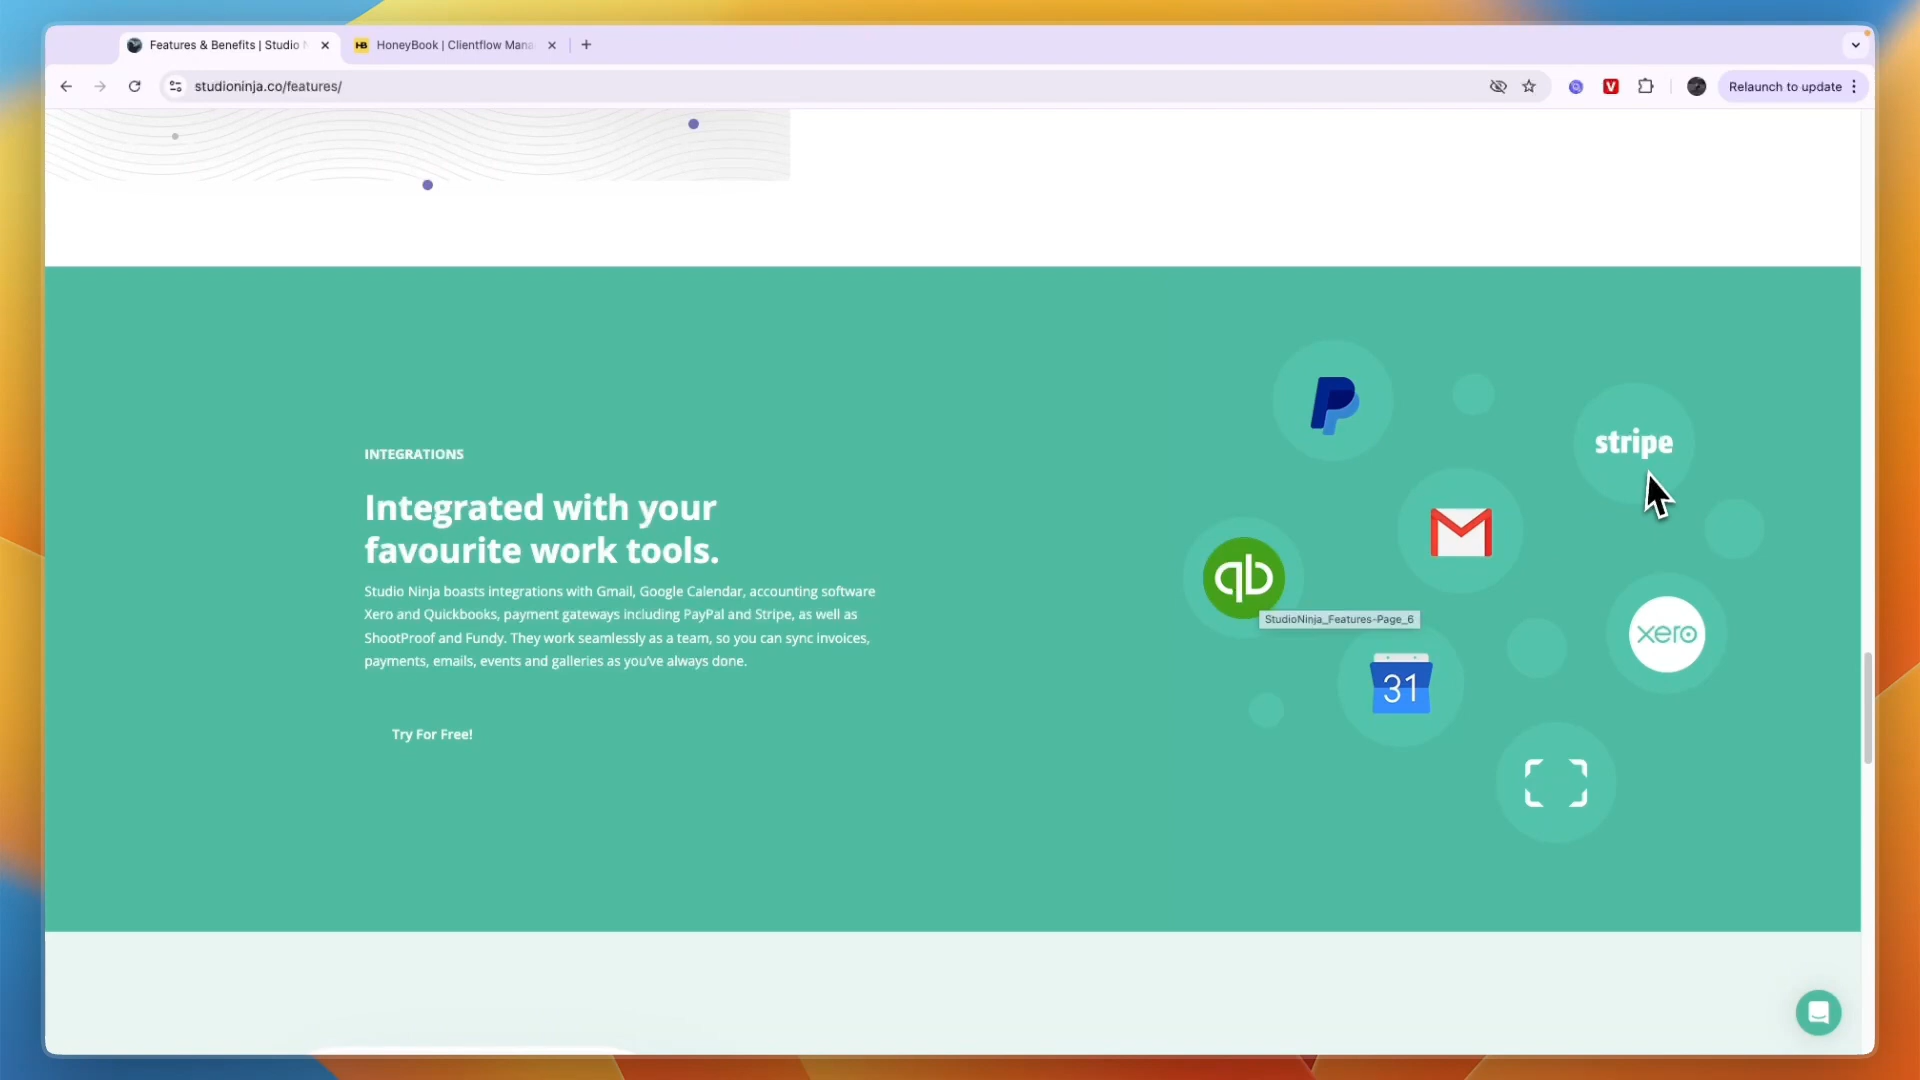 Features & Benefits | Studio
HB HoneyBook | Clientflow Mana
studioninja.co/features/
V
Relaunch to update
stripe
INTEGRATIONS
Integrated with your
favourite work tools.
Studio Ninja boasts integrations with Gmail, Google Calendar, accounting software
Xero and Quickbooks, payment gateways including PayPal and Stripe, as well as
ShootProof and Fundy. They work seamlessly as a team, so you can sync invoices,
payments, emails, events and galleries as you've always done.
qb
StudioNinja_Features-Page_6
xero
31
Try For Free!